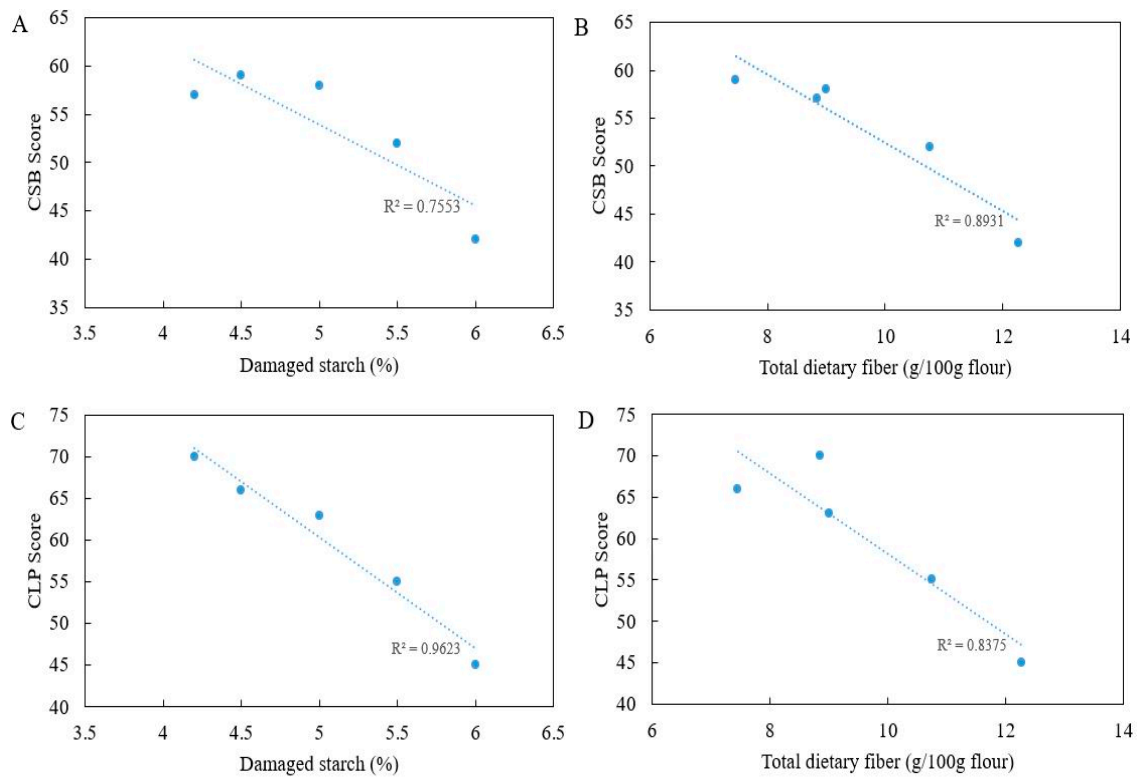 A
65
60
55
50
45
40
35
CSB Score
R² = 0.7553
3.5 4 4.5 5 5.5 6 6.5
Damaged starch (%)
B
65
60
55
50
45
40
35
CSB Score
R² = 0.8931
6 8 10 12 14
Total dietary fiber (g/100g flour)
C
75
70
65
60
55
50
45
40
CLP Score
R² = 0.9623
3.5 4 4.5 5 5.5 6 6.5
Damaged starch (%)
D
75
70
65
60
55
50
45
40
CLP Score
R² = 0.8375
6 8 10 12 14
Total dietary fiber (g/100g flour)